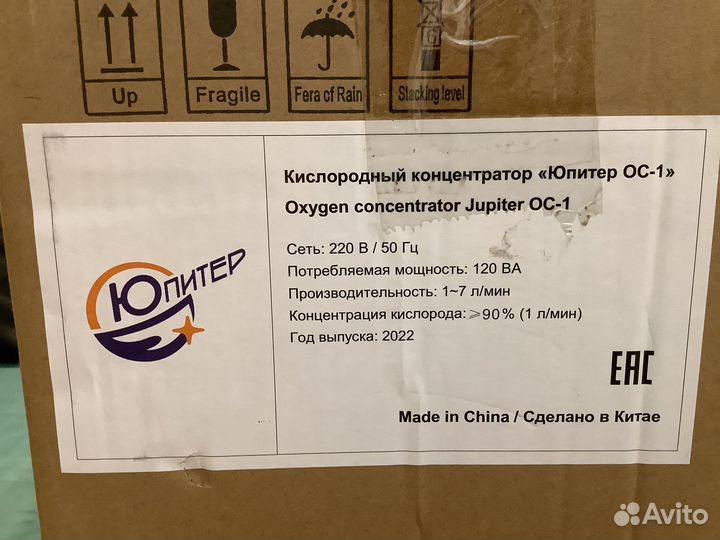 Up
Fragile
Fera of Rain
Stacking level
Кислородный концентратор «Юпитер ОС-1»
Oxygen concentrator Jupiter OC-1
Сеть: 220 В / 50 Гц
Потребляемая мощность: 120 ВА
Производительность: 1~7 л/мин
Концентрация кислорода: ≥90% (1 л/мин)
Год выпуска: 2022
ЮПИТЕР
EAC
Made in China / Сделано в Китае
Avito